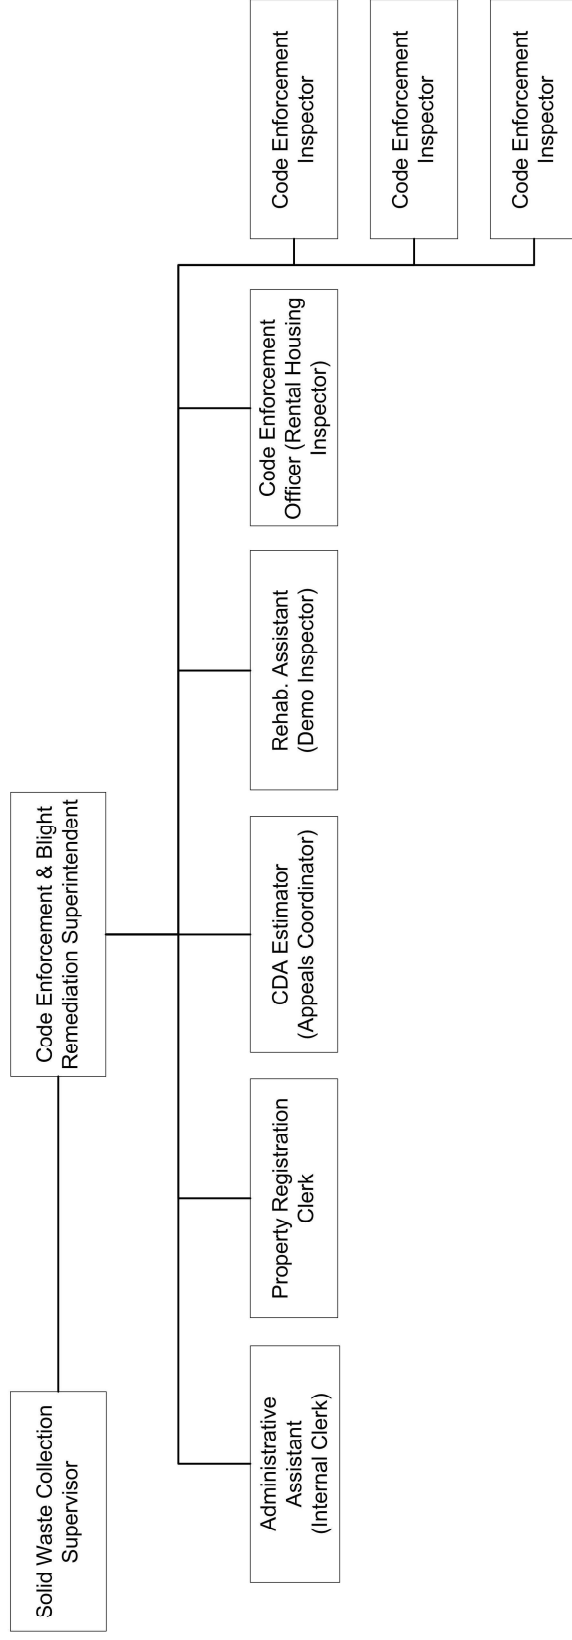 Solid Waste Collection
Supervisor
Code Enforcement & Blight
Remediation Superintendent
Administrative
Assistant
(Internal Clerk)
Property Registration
Clerk
CDA Estimator
(Appeals Coordinator)
Rehab. Assistant
(Demo Inspector)
Code Enforcement
Officer (Rental Housing
Inspector)
Code Enforcement
Inspector
Code Enforcement
Inspector
Code Enforcement
Inspector